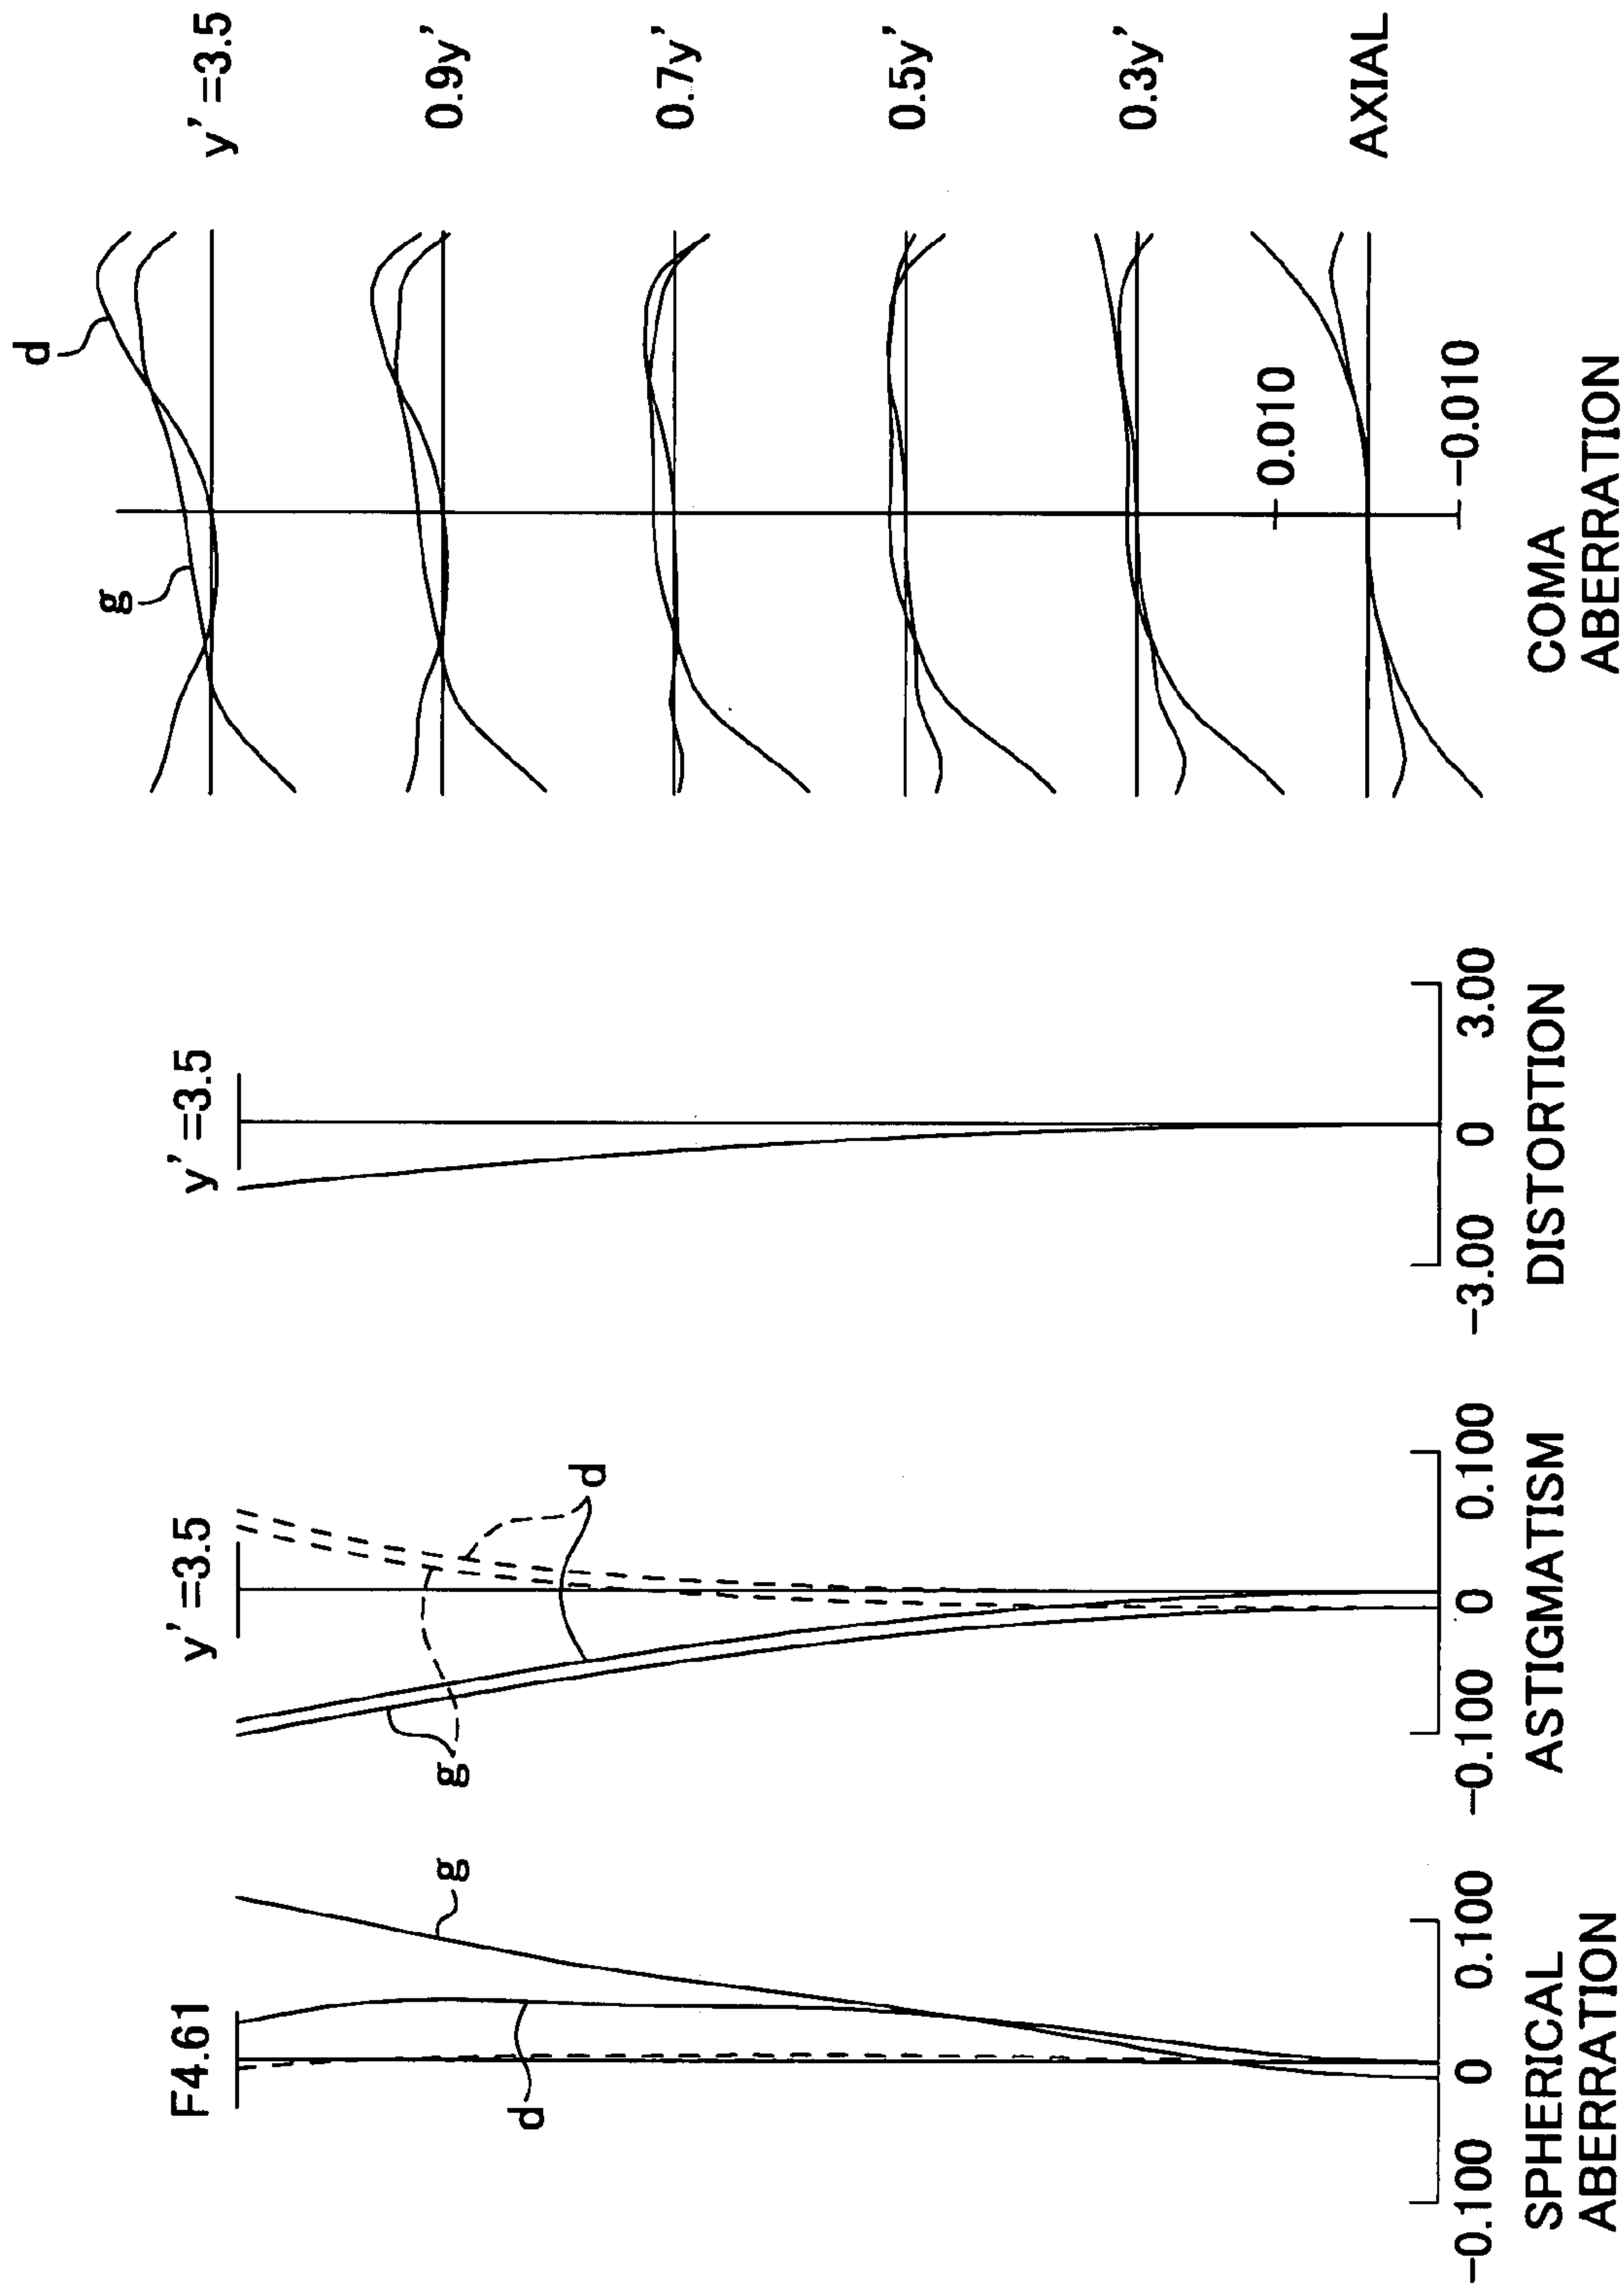 F4.61
g
d
-0.100 0 0.100
SPHERICAL
ABERRATION
y'=3.5
g
d
-0.100 0 0.100
ASTIGMATISM
y'=3.5
-3.00 0 3.00
DISTORTION
d
g
y'=3.5
0.9y'
0.7y'
0.5y'
0.3y'
0.010
AXIAL
-0.010
COMA
ABERRATION